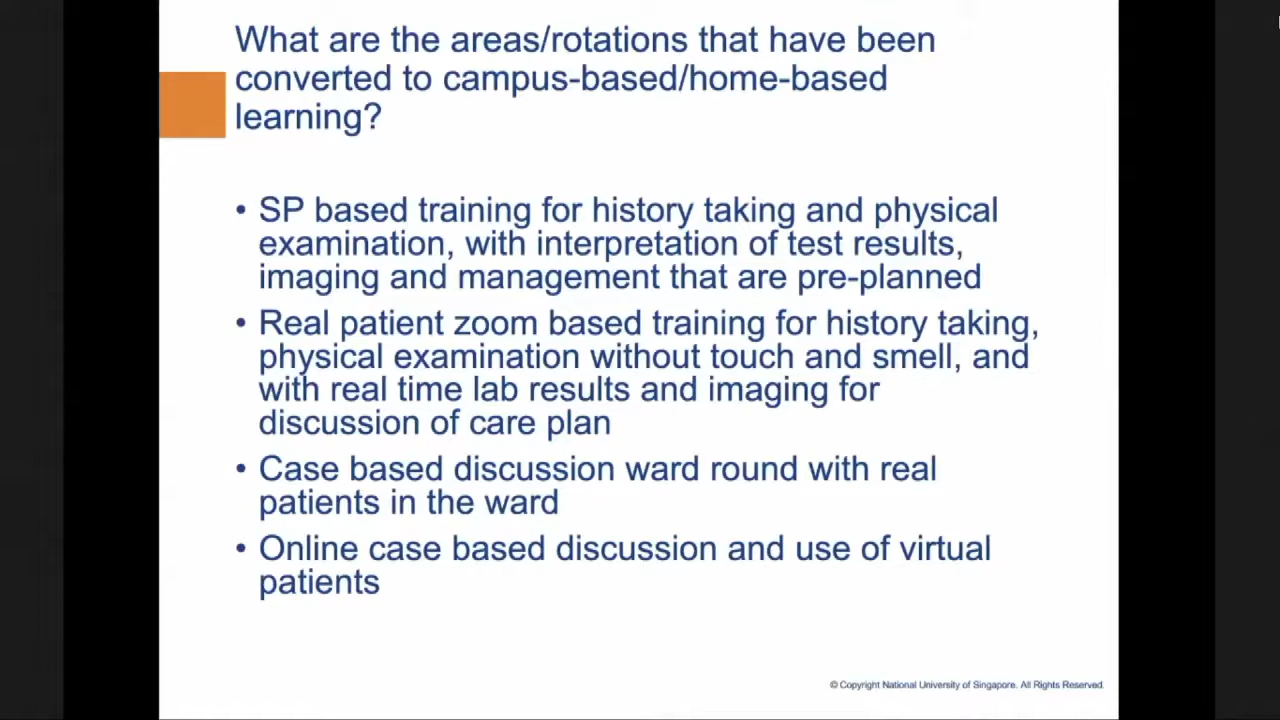 What are the areas/rotations that have been
converted to campus-based/home-based
learning?
• SP based training for history taking and physical
examination, with interpretation of test results,
imaging and management that are pre-planned
• Real patient zoom based training for history taking,
physical examination without touch and smell, and
with real time lab results and imaging for
discussion of care plan
• Case based discussion ward round with real
patients in the ward
• Online case based discussion and use of virtual
patients
© Copyright National University of Singapore. All Rights Reserved.